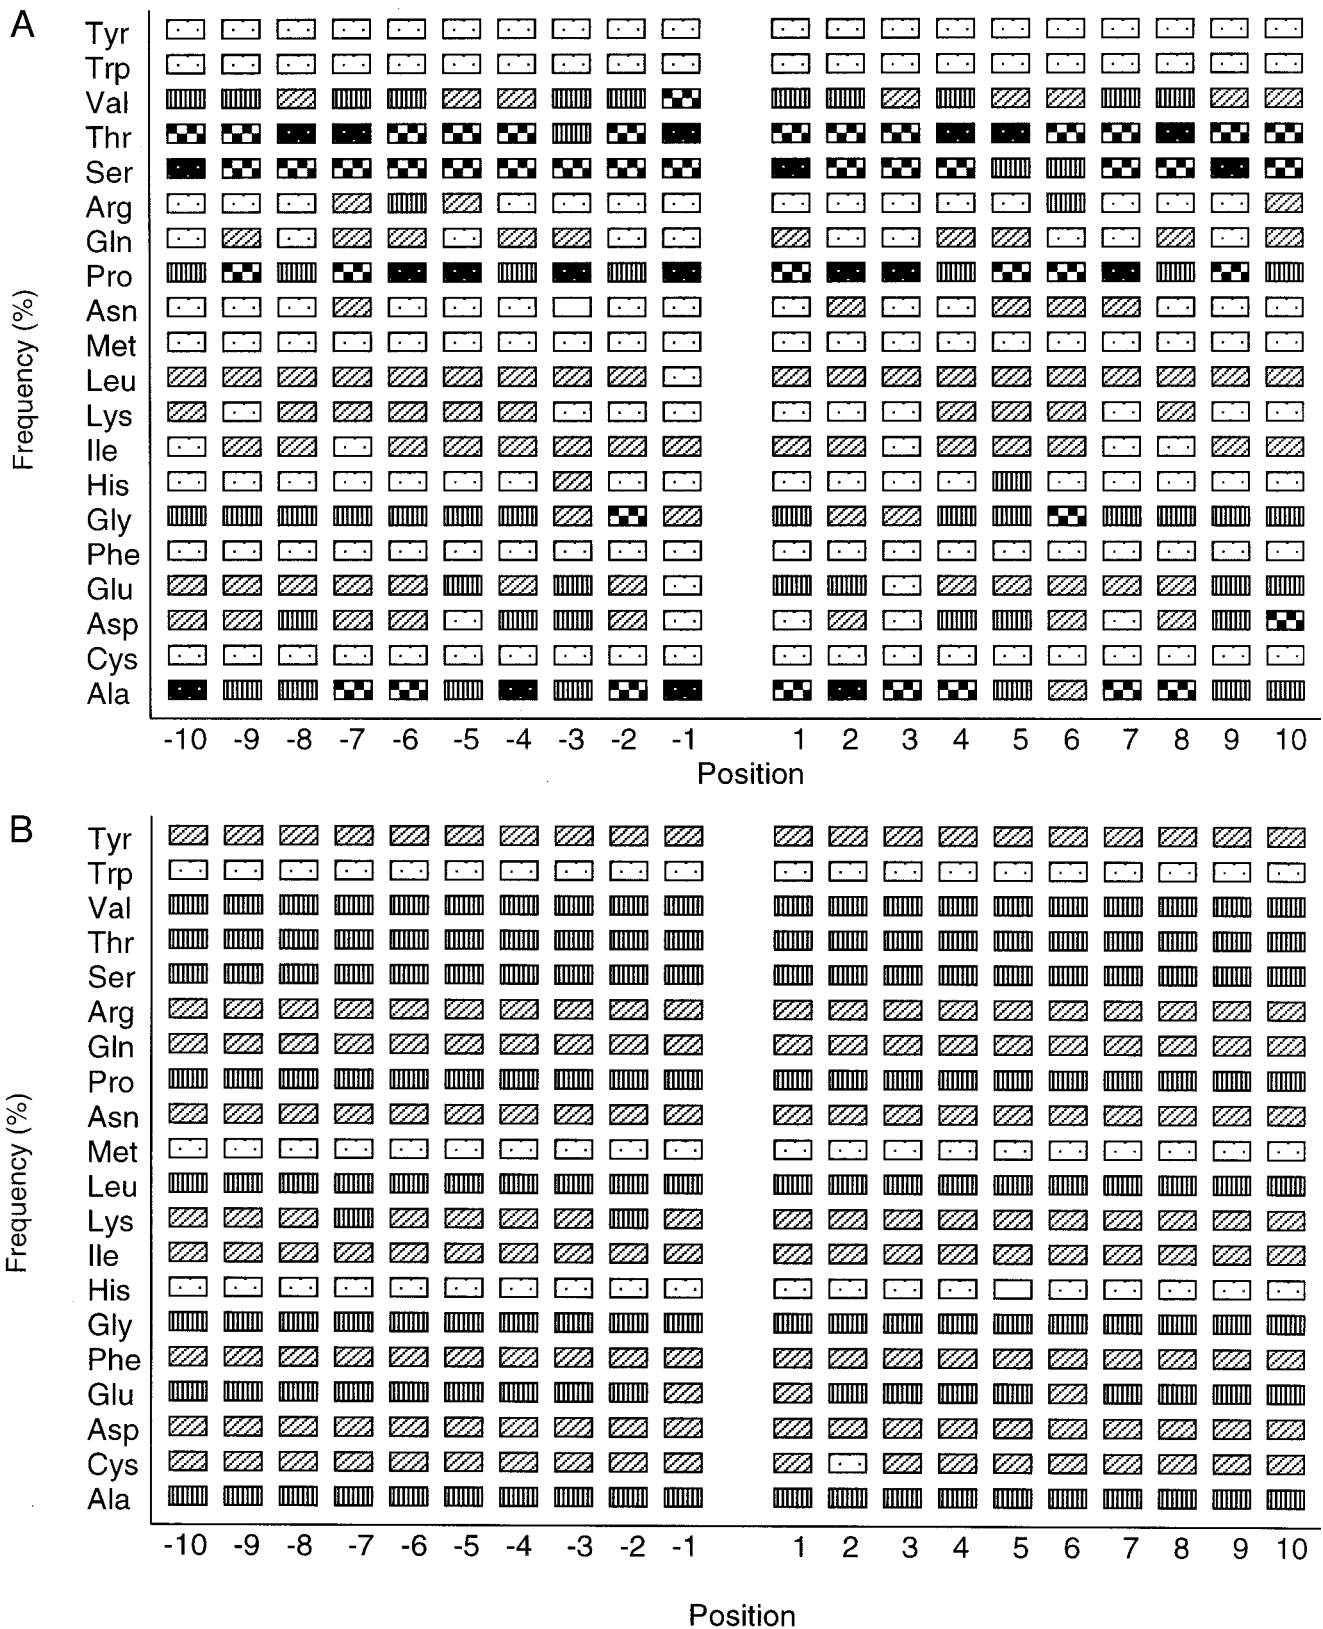 A
Tyr
Trp
Val
Thr
Ser
Arg
Gln
Pro
Asn
Met
Leu
Lys
Ile
His
Gly
Phe
Glu
Asp
Cys
Ala
Frequency (%)
-10 -9 -8 -7 -6 -5 -4 -3 -2 -1 1 2 3 4 5 6 7 8 9 10
Position
B
Tyr
Trp
Val
Thr
Ser
Arg
Gln
Pro
Asn
Met
Leu
Lys
Ile
His
Gly
Phe
Glu
Asp
Cys
Ala
Frequency (%)
-10 -9 -8 -7 -6 -5 -4 -3 -2 -1 1 2 3 4 5 6 7 8 9 10
Position